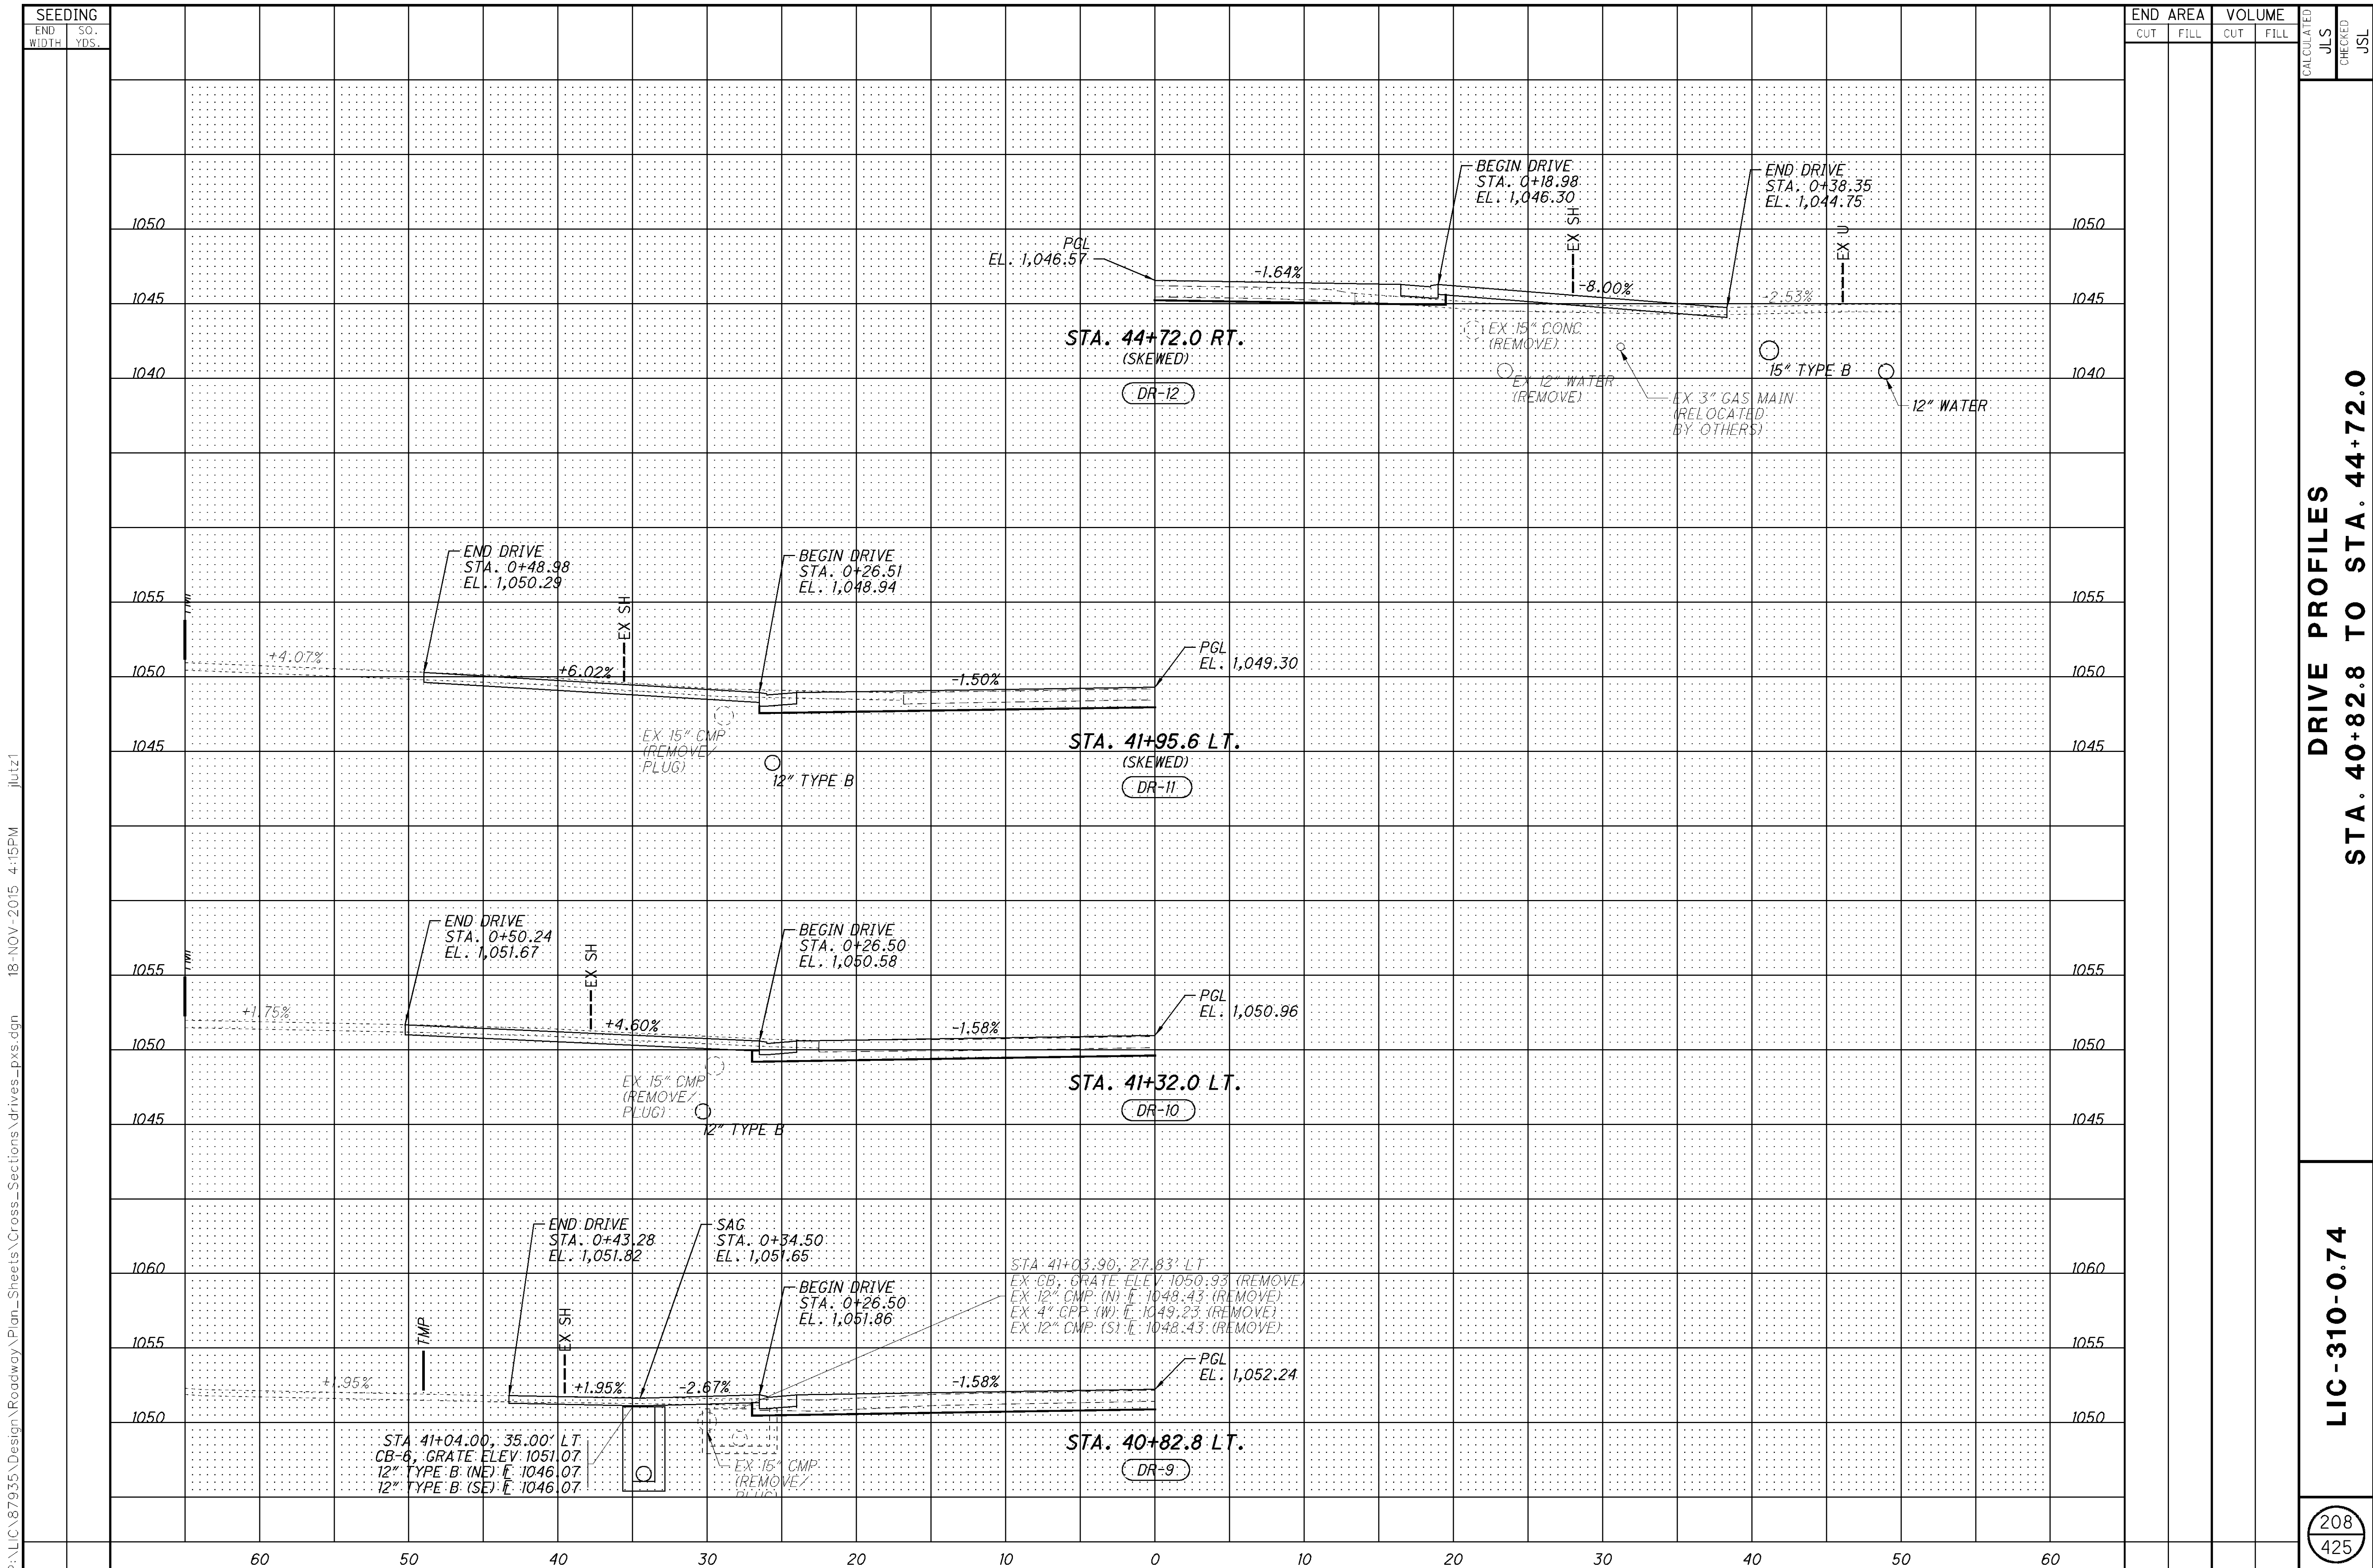 SEEDING
END WIDTH
SQ. YDS.
END AREA
VOLUME
CUT
FILL
CUT
FILL
CALCULATED
JLS
CHECKED
JSL
BEGIN DRIVE
STA. 0+18.98
EL. 1,046.30
END DRIVE
STA. 0+38.35
EL. 1,044.75
1050
1050
EX SH
EX U
PGL
EL. 1,046.57
-1.64%
-8.00%
-2.53%
1045
1045
STA. 44+72.0 RT.
(SKEWED)
DR-12
EX 15" CONC
(REMOVE)
EX 12" WATER
(REMOVE)
EX 3" GAS MAIN
(RELOCATED
BY OTHERS)
15" TYPE B
12" WATER
1040
1040
END DRIVE
STA. 0+48.98
EL. 1,050.29
BEGIN DRIVE
STA. 0+26.51
EL. 1,048.94
1055
1055
EX SH
PGL
EL. 1,049.30
+4.07%
+6.02%
-1.50%
1050
1050
EX 15" CMP
(REMOVE/
PLUG)
12" TYPE B
STA. 41+95.6 LT.
(SKEWED)
DR-11
1045
1045
END DRIVE
STA. 0+50.24
EL. 1,051.67
BEGIN DRIVE
STA. 0+26.50
EL. 1,050.58
1055
1055
EX SH
PGL
EL. 1,050.96
+1.75%
+4.60%
-1.58%
1050
1050
EX 15" CMP
(REMOVE/
PLUG)
12" TYPE B
STA. 41+32.0 LT.
DR-10
1045
1045
END DRIVE
STA. 0+43.28
EL. 1,051.82
SAG
STA. 0+34.50
EL. 1,051.65
BEGIN DRIVE
STA. 0+26.50
EL. 1,051.86
STA 41+03.90, 27.83' LT
EX CB, GRATE ELEV 1050.93 (REMOVE)
EX 12" CMP (N) FL 1048.43 (REMOVE)
EX 4" CPP (W) FL 1049.23 (REMOVE)
EX 12" CMP (S) FL 1048.43 (REMOVE)
1060
1060
1055
1055
TMP
EX SH
PGL
EL. 1,052.24
+1.95%
+1.95%
-2.67%
-1.58%
1050
1050
STA 41+04.00, 35.00' LT
CB-6, GRATE ELEV 1051.07
12" TYPE B (NE) FL 1046.07
12" TYPE B (SE) FL 1046.07
EX 15" CMP
(REMOVE/
PLUG)
STA. 40+82.8 LT.
DR-9
60 50 40 30 20 10 0 10 20 30 40 50 60
DRIVE PROFILES
STA. 40+82.8 TO STA. 44+72.0
LIC-310-0.74
208
425
\LIC\87935\Design\Roadway\Plan_Sheets\Cross_Sections\drives_pxs.dgn 18-NOV-2015 4:15PM jlutz1